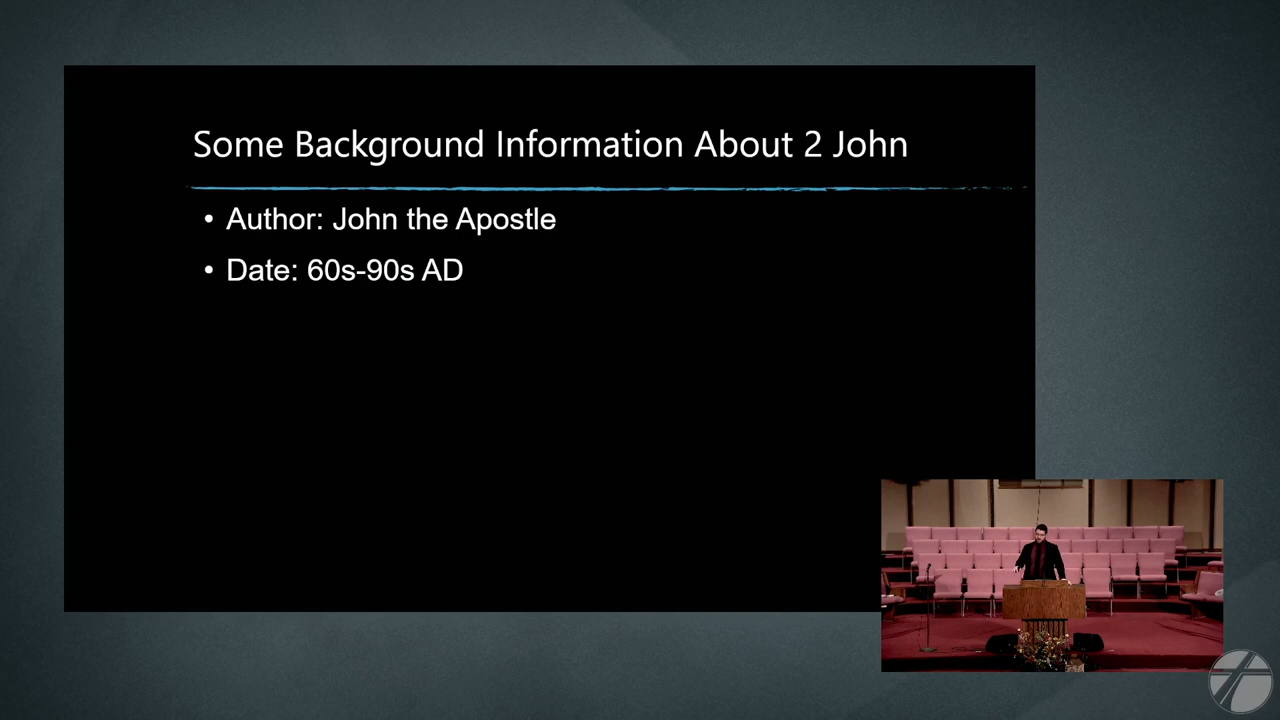 Some Background Information About 2 John
• Author: John the Apostle
• Date: 60s-90s AD